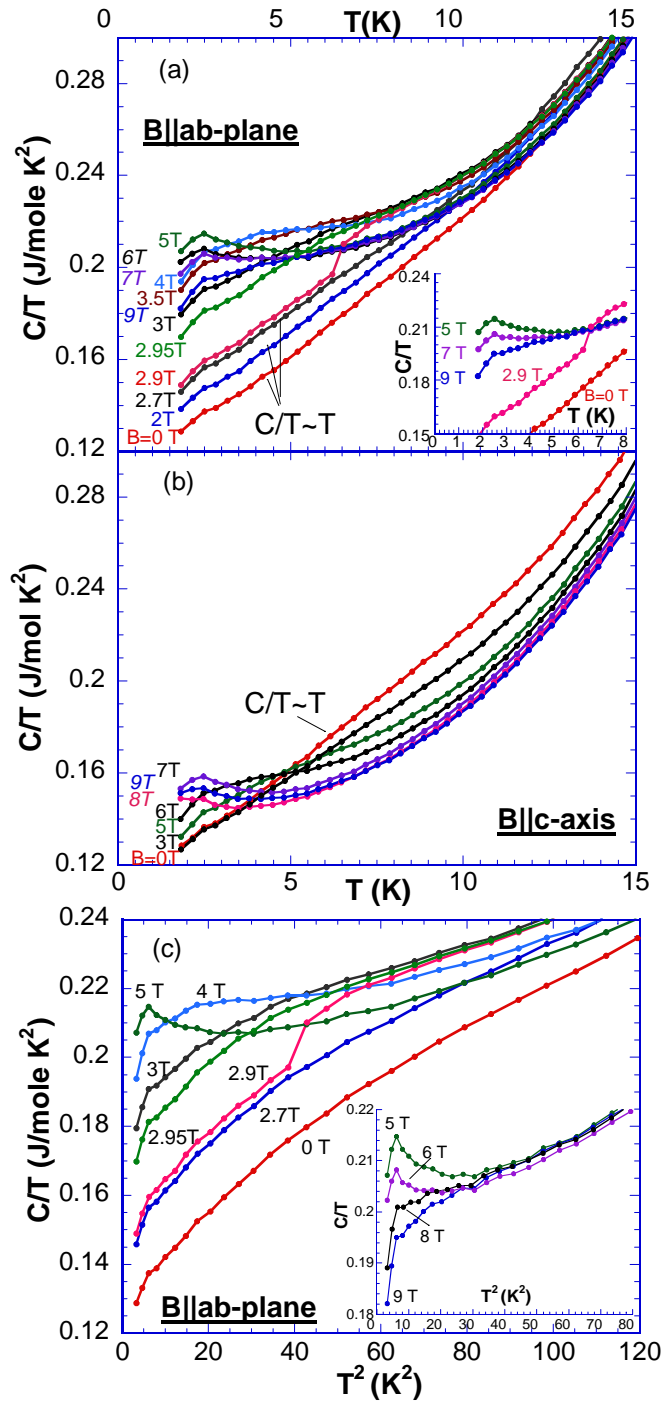 0 5 10 15
T(K)
(a)
B||ab-plane
C/T (J/mole K²)
0.28
0.24
0.2
0.16
0.12
5T
6T
7T
4T
3.5T
9T
3T
2.95T
2.9T
2.7T
2T
B=0 T
C/T~T
0.24
0.21
0.18
0.15
C/T
5 T
7 T
9 T
2.9 T
B=0 T
T (K)
0 1 2 3 4 5 6 7 8
(b)
C/T (J/mol K²)
0.28
0.24
0.2
0.16
0.12
C/T~T
7T
9T
8T
6T
5T
3T
B=0T
B||c-axis
0 5 10 15
T (K)
(c)
C/T (J/mole K²)
0.24
0.22
0.2
0.18
0.16
0.14
0.12
5 T
4 T
3T
2.95T
2.9T
2.7T
0 T
B||ab-plane
0.22
0.21
0.20
0.19
0.18
C/T
5 T
6 T
8 T
9 T
T² (K²)
0 10 20 30 40 50 60 70 80
0 20 40 60 80 100 120
T² (K²)